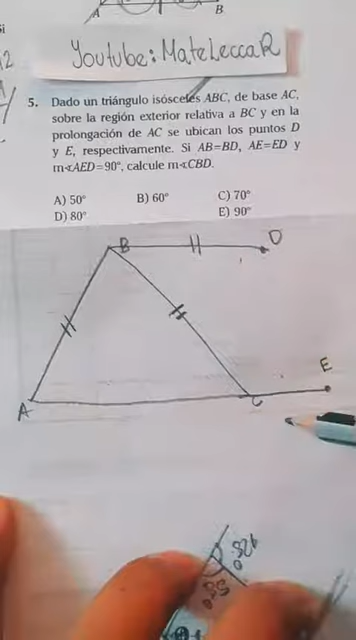 A B
Youtube: MateLeccaR
5. Dado un triángulo isósceles ABC, de base AC,
sobre la región exterior relativa a BC y en la
prolongación de AC se ubican los puntos D
y E, respectivamente. Si AB=BD, AE=ED y
m∢AED=90°, calcule m∢CBD.
A) 50° B) 60° C) 70°
D) 80° E) 90°
B D
E
A C